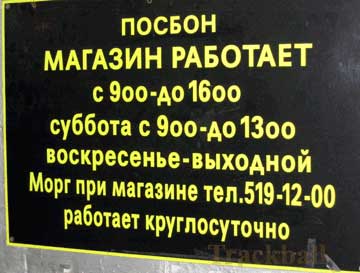 ПОСБОН
МАГАЗИН РАБОТАЕТ
с 9оо-до 16оо
суббота с 9оо-до 13оо
воскресенье-выходной
Морг при магазине тел.519-12-00
работает круглосуточно
Trackball